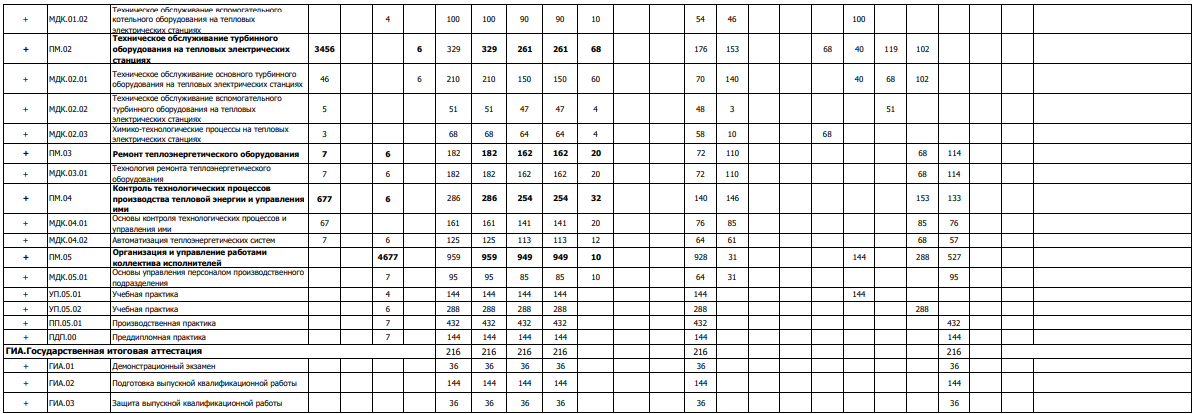 Техническое обслуживание вспомогательного
+ МДК.01.02 котельного оборудования на тепловых 4 100 100 90 90 10 54 46 100
электрических станциях
Техническое обслуживание турбинного
+ ПМ.02 оборудования на тепловых электрических 3456 6 329 329 261 261 68 176 153 68 40 119 102
станциях
Техническое обслуживание основного турбинного
+ МДК.02.01 оборудования на тепловых электрических станциях 46 6 210 210 150 150 60 70 140 40 68 102
Техническое обслуживание вспомогательного
+ МДК.02.02 турбинного оборудования на тепловых 5 51 51 47 47 4 48 3 51
электрических станциях
Химико-технологические процессы на тепловых
+ МДК.02.03 электрических станциях 3 68 68 64 64 4 58 10 68
+ ПМ.03 Ремонт теплоэнергетического оборудования 7 6 182 182 162 162 20 72 110 68 114
Технология ремонта теплоэнергетического
+ МДК.03.01 оборудования 7 6 182 182 162 162 20 72 110 68 114
Контроль технологических процессов
+ ПМ.04 производства тепловой энергии и управления 677 6 286 286 254 254 32 140 146 153 133
ими
Основы контроля технологических процессов и
+ МДК.04.01 управления ими 67 161 161 141 141 20 76 85 85 76
+ МДК.04.02 Автоматизация теплоэнергетических систем 7 6 125 125 113 113 12 64 61 68 57
Организация и управление работами
+ ПМ.05 коллектива исполнителей 4677 959 959 949 949 10 928 31 144 288 527
Основы управления персоналом производственного
+ МДК.05.01 подразделения 7 95 95 85 85 10 64 31 95
+ УП.05.01 Учебная практика 4 144 144 144 144 144 144
+ УП.05.02 Учебная практика 6 288 288 288 288 288 288
+ ПП.05.01 Производственная практика 7 432 432 432 432 432 432
+ ПДП.00 Преддипломная практика 7 144 144 144 144 144 144
ГИА.Государственная итоговая аттестация 216 216 216 216 216 216
+ ГИА.01 Демонстрационный экзамен 36 36 36 36 36 36
+ ГИА.02 Подготовка выпускной квалификационной работы 144 144 144 144 144 144
+ ГИА.03 Защита выпускной квалификационной работы 36 36 36 36 36 36